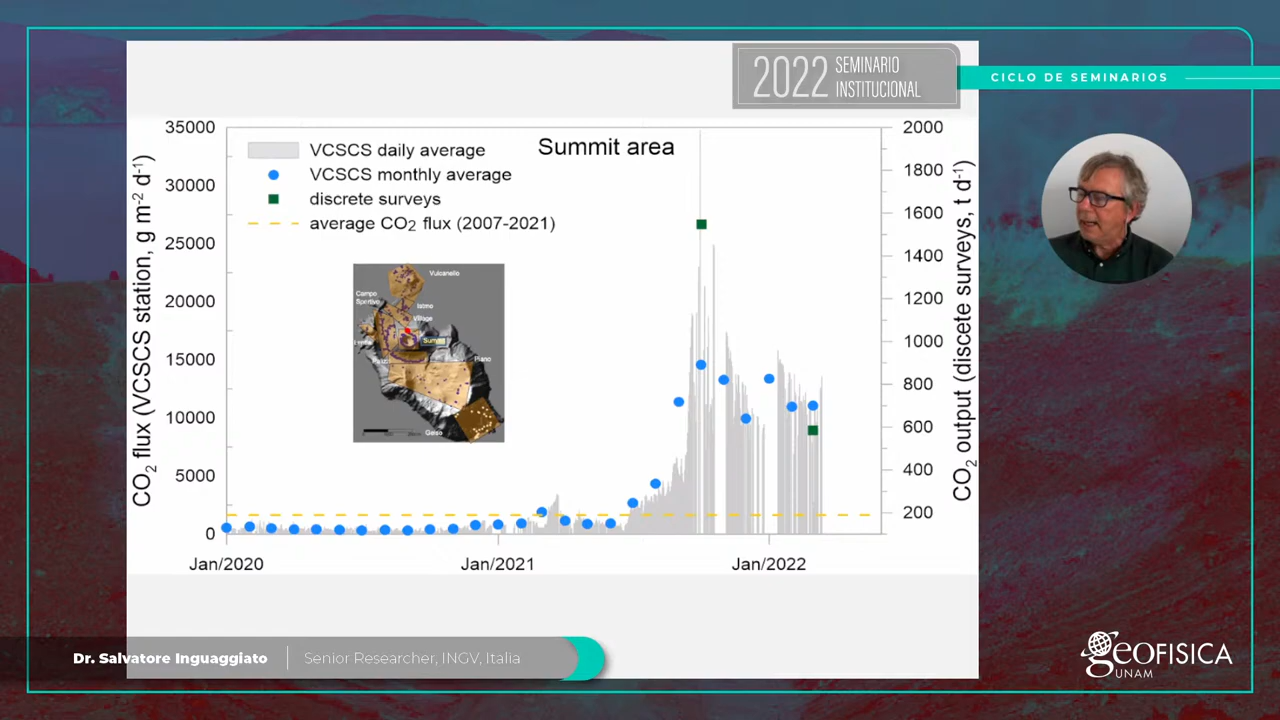 2022 SEMINARIO
INSTITUCIONAL
CICLO DE SEMINARIOS
Summit area
VCSCS daily average
VCSCS monthly average
discrete surveys
average CO2 flux (2007-2021)
CO2 flux (VCSCS station, g m-2 d-1)
35000
30000
25000
20000
15000
10000
5000
0
Vulcanello
Campo
Sportivo
Istmo
Village
Summit
Piano
Gelso
2000
1800
1600
1400
1200
1000
800
600
400
200
CO2 output (discete surveys, t d-1)
Jan/2020
Jan/2021
Jan/2022
Dr. Salvatore Inguaggiato
Senior Researcher, INGV, Italia
GEOFISICA
UNAM